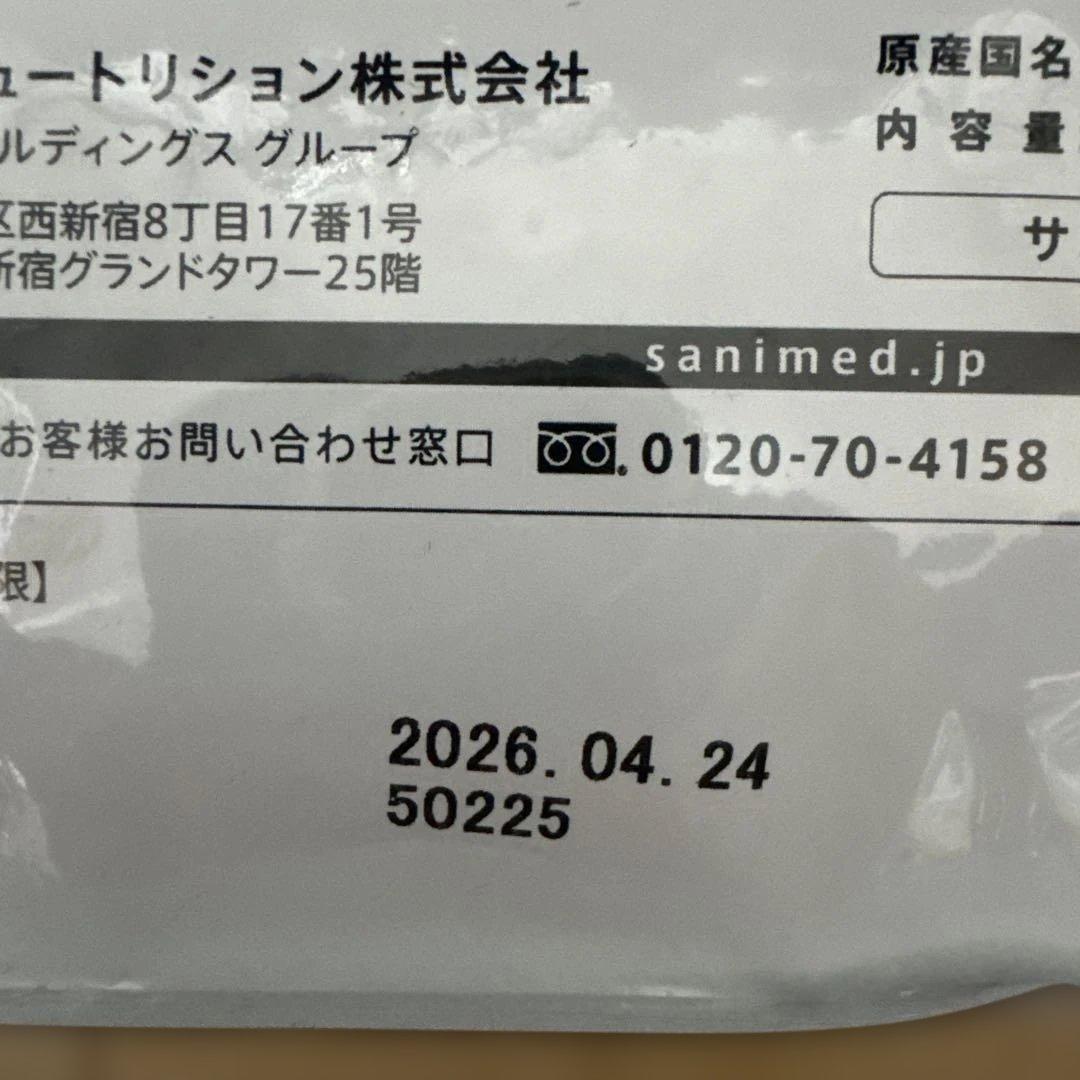 ュートリション株式会社
ルディングス グループ
区西新宿8丁目17番1号
新宿グランドタワー25階
原産国名
内容量
サ
sanimed.jp
お客様お問い合わせ窓口 0120-70-4158
限】
2026.04.24
50225